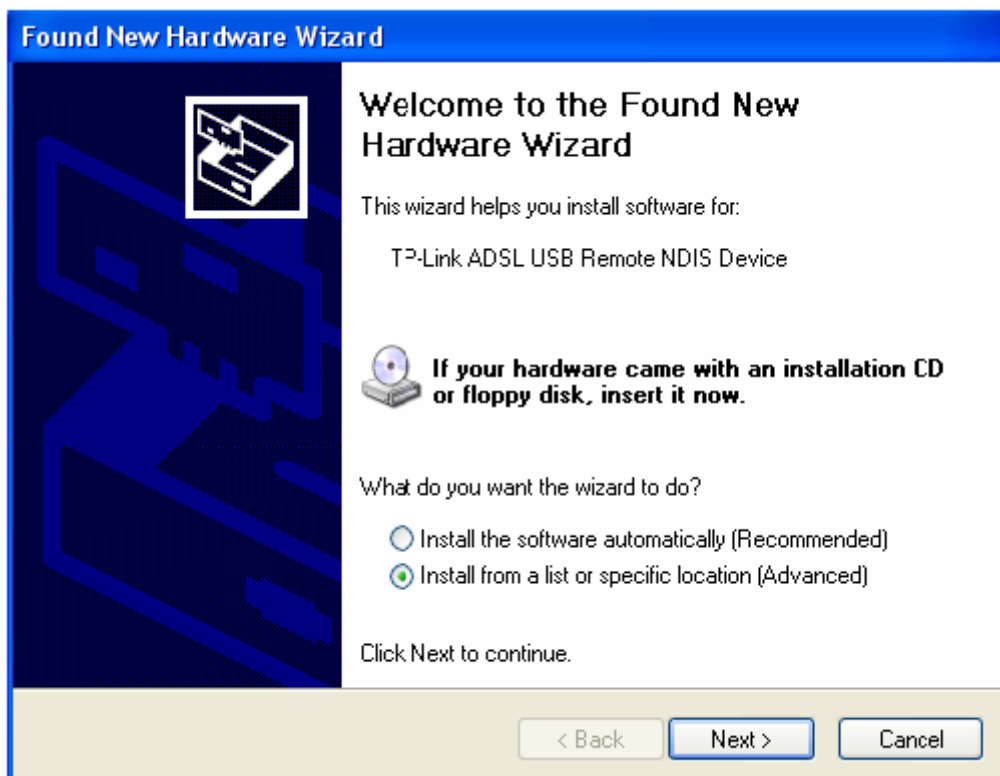 Found New Hardware Wizard
Welcome to the Found New
Hardware Wizard
This wizard helps you install software for:
TP-Link ADSL USB Remote NDIS Device
If your hardware came with an installation CD
or floppy disk, insert it now.
What do you want the wizard to do?
Install the software automatically (Recommended)
Install from a list or specific location (Advanced)
Click Next to continue.
< Back Next > Cancel